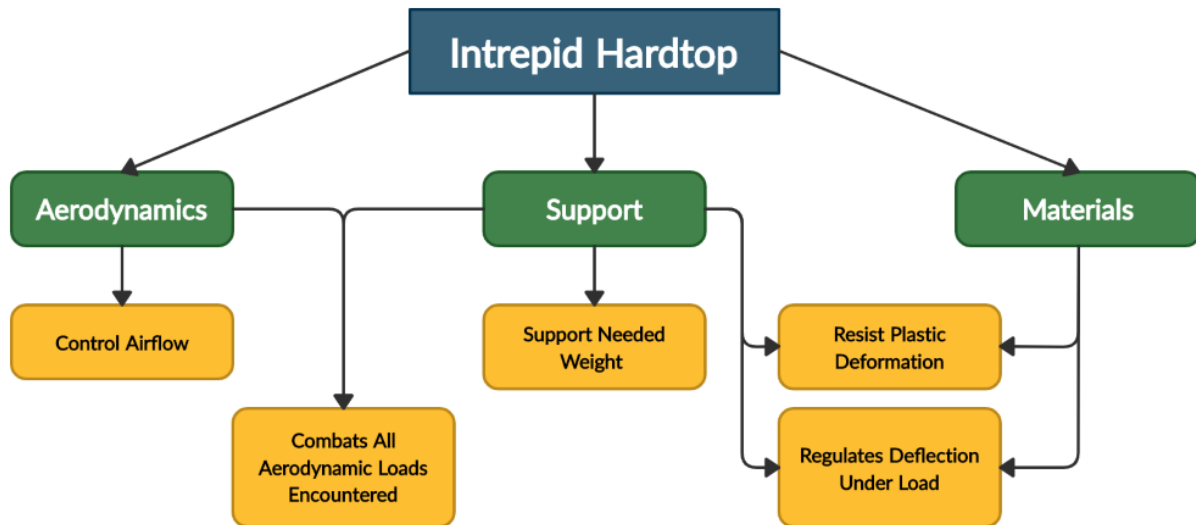 Intrepid Hardtop
Aerodynamics
Support
Materials
Control Airflow
Support Needed
Weight
Resist Plastic
Deformation
Combats All
Aerodynamic Loads
Encountered
Regulates Deflection
Under Load